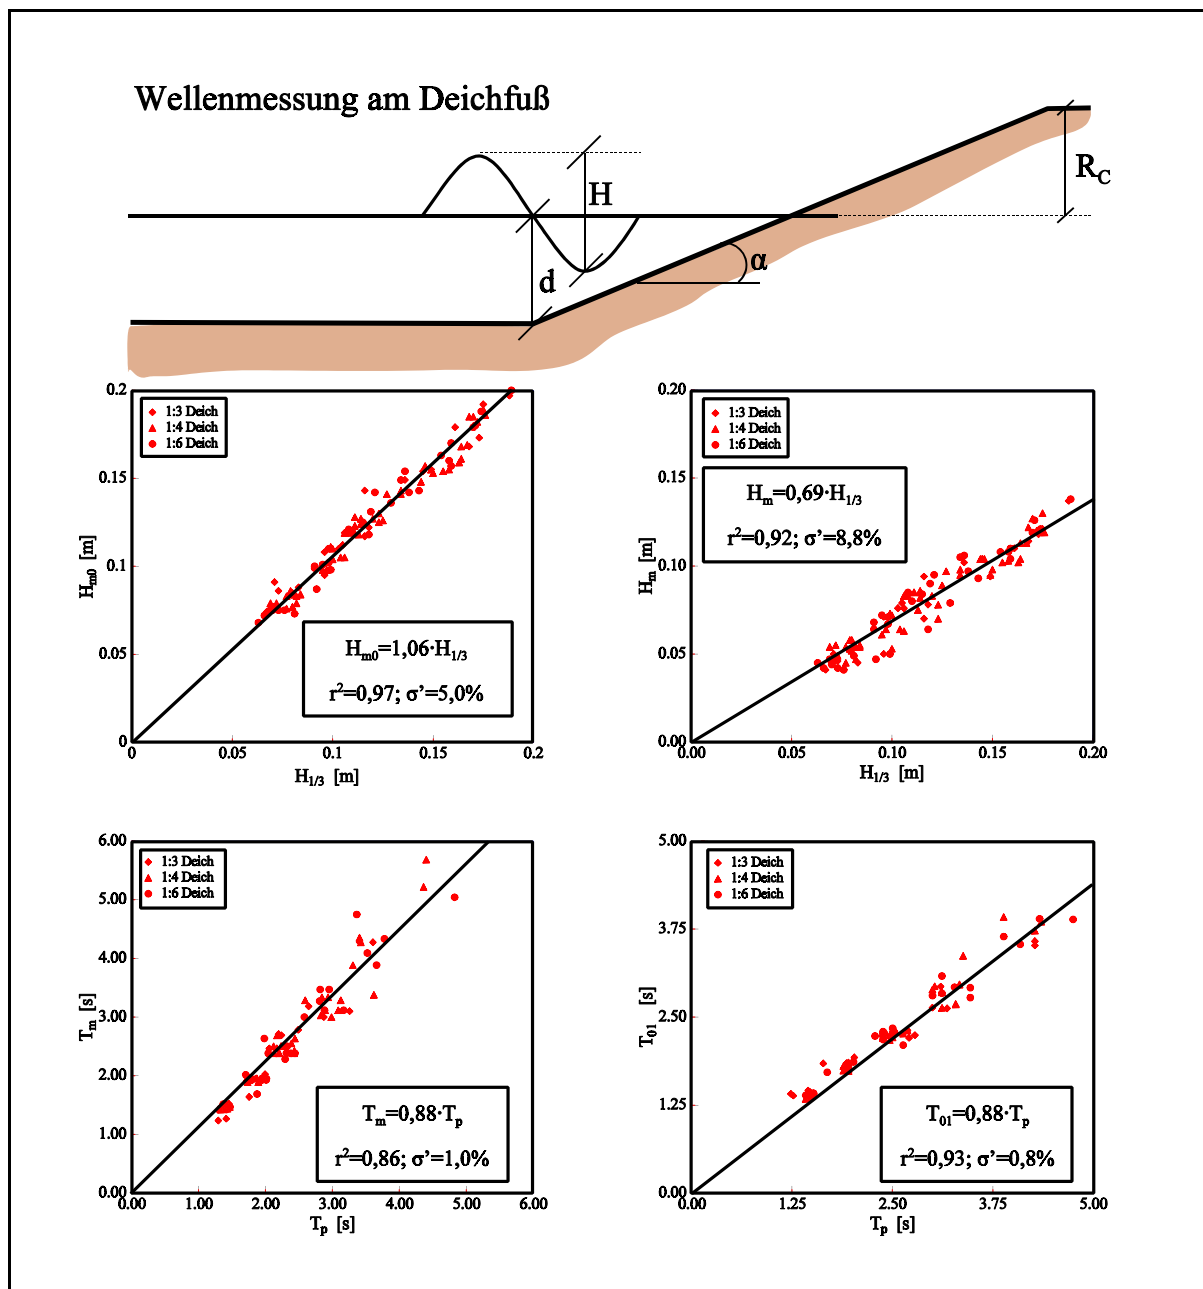 Wellenmessung am Deichfuß
H
R_C
d
α
0.2
1:3 Deich
1:4 Deich
1:6 Deich
0.15
H_m0 [m]
0.1
0.05
0
H_m0=1,06·H_1/3
r²=0,97; σ'=5,0%
0 0.05 0.1 0.15 0.2
H_1/3 [m]
0.20
1:3 Deich
1:4 Deich
1:6 Deich
H_m=0,69·H_1/3
r²=0,92; σ'=8,8%
0.15
H_m [m]
0.10
0.05
0.00
0.00 0.05 0.10 0.15 0.20
H_1/3 [m]
6.00
1:3 Deich
1:4 Deich
1:6 Deich
5.00
4.00
T_m [s]
3.00
2.00
1.00
0.00
T_m=0,88·T_p
r²=0,86; σ'=1,0%
0.00 1.00 2.00 3.00 4.00 5.00 6.00
T_p [s]
5.00
1:3 Deich
1:4 Deich
1:6 Deich
3.75
T_01 [s]
2.50
1.25
0.00
T_01=0,88·T_p
r²=0,93; σ'=0,8%
0.00 1.25 2.50 3.75 5.00
T_p [s]